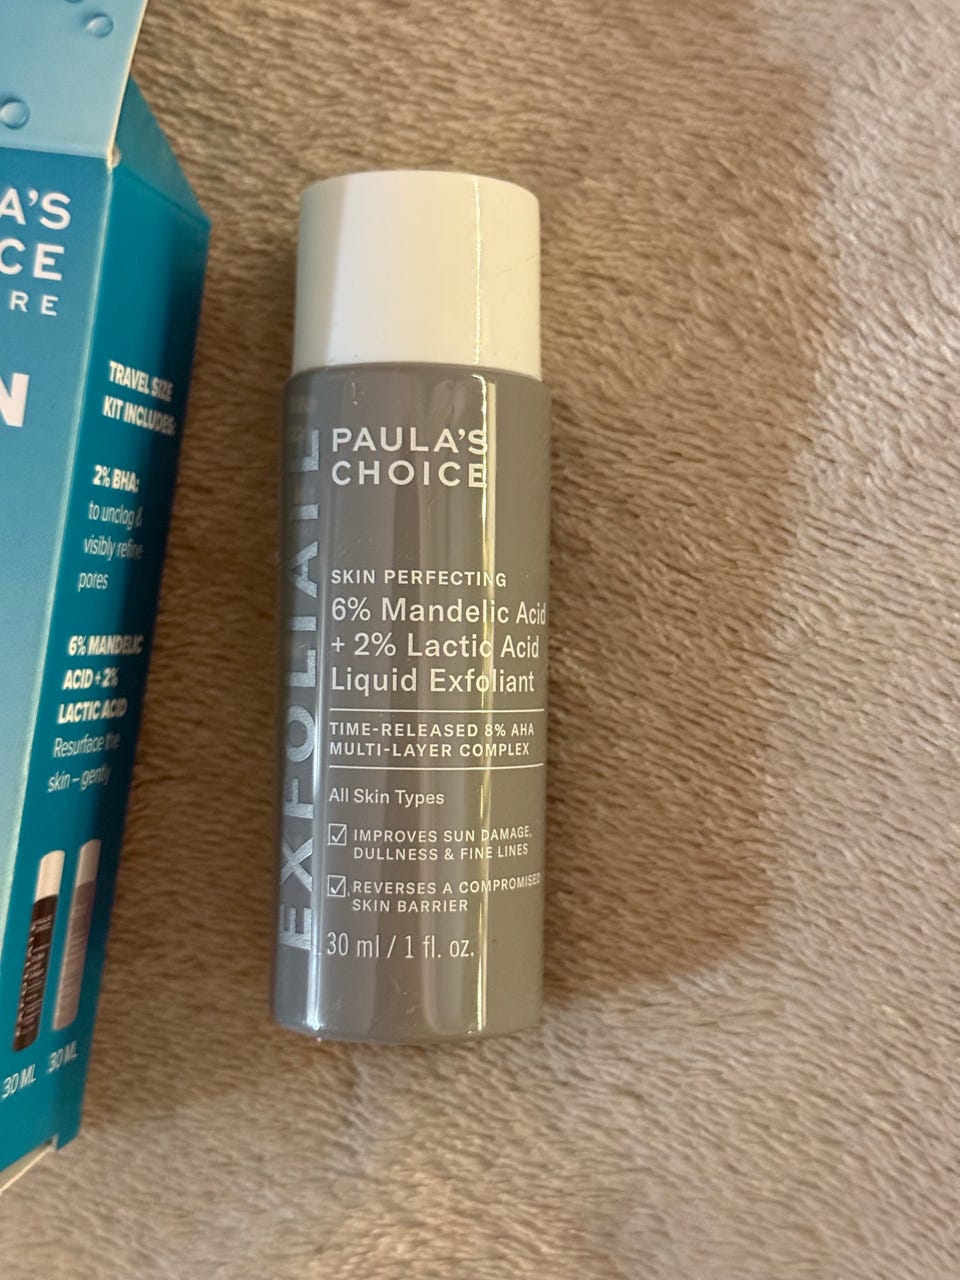 A'S
CE
RE
N
TRAVEL SIZE
KIT INCLUDES:
2% BHA:
to unclog &
visibly refine
pores
6% MANDELIC
ACID + 2%
LACTIC ACID
Resurface the
skin – gently
30 ML
30 ML
EXFOLIATE
PAULA'S
CHOICE
SKIN PERFECTING
6% Mandelic Acid
+ 2% Lactic Acid
Liquid Exfoliant
TIME-RELEASED 8% AHA
MULTI-LAYER COMPLEX
All Skin Types
IMPROVES SUN DAMAGE,
DULLNESS & FINE LINES
REVERSES A COMPROMISED
SKIN BARRIER
30 ml / 1 fl. oz.